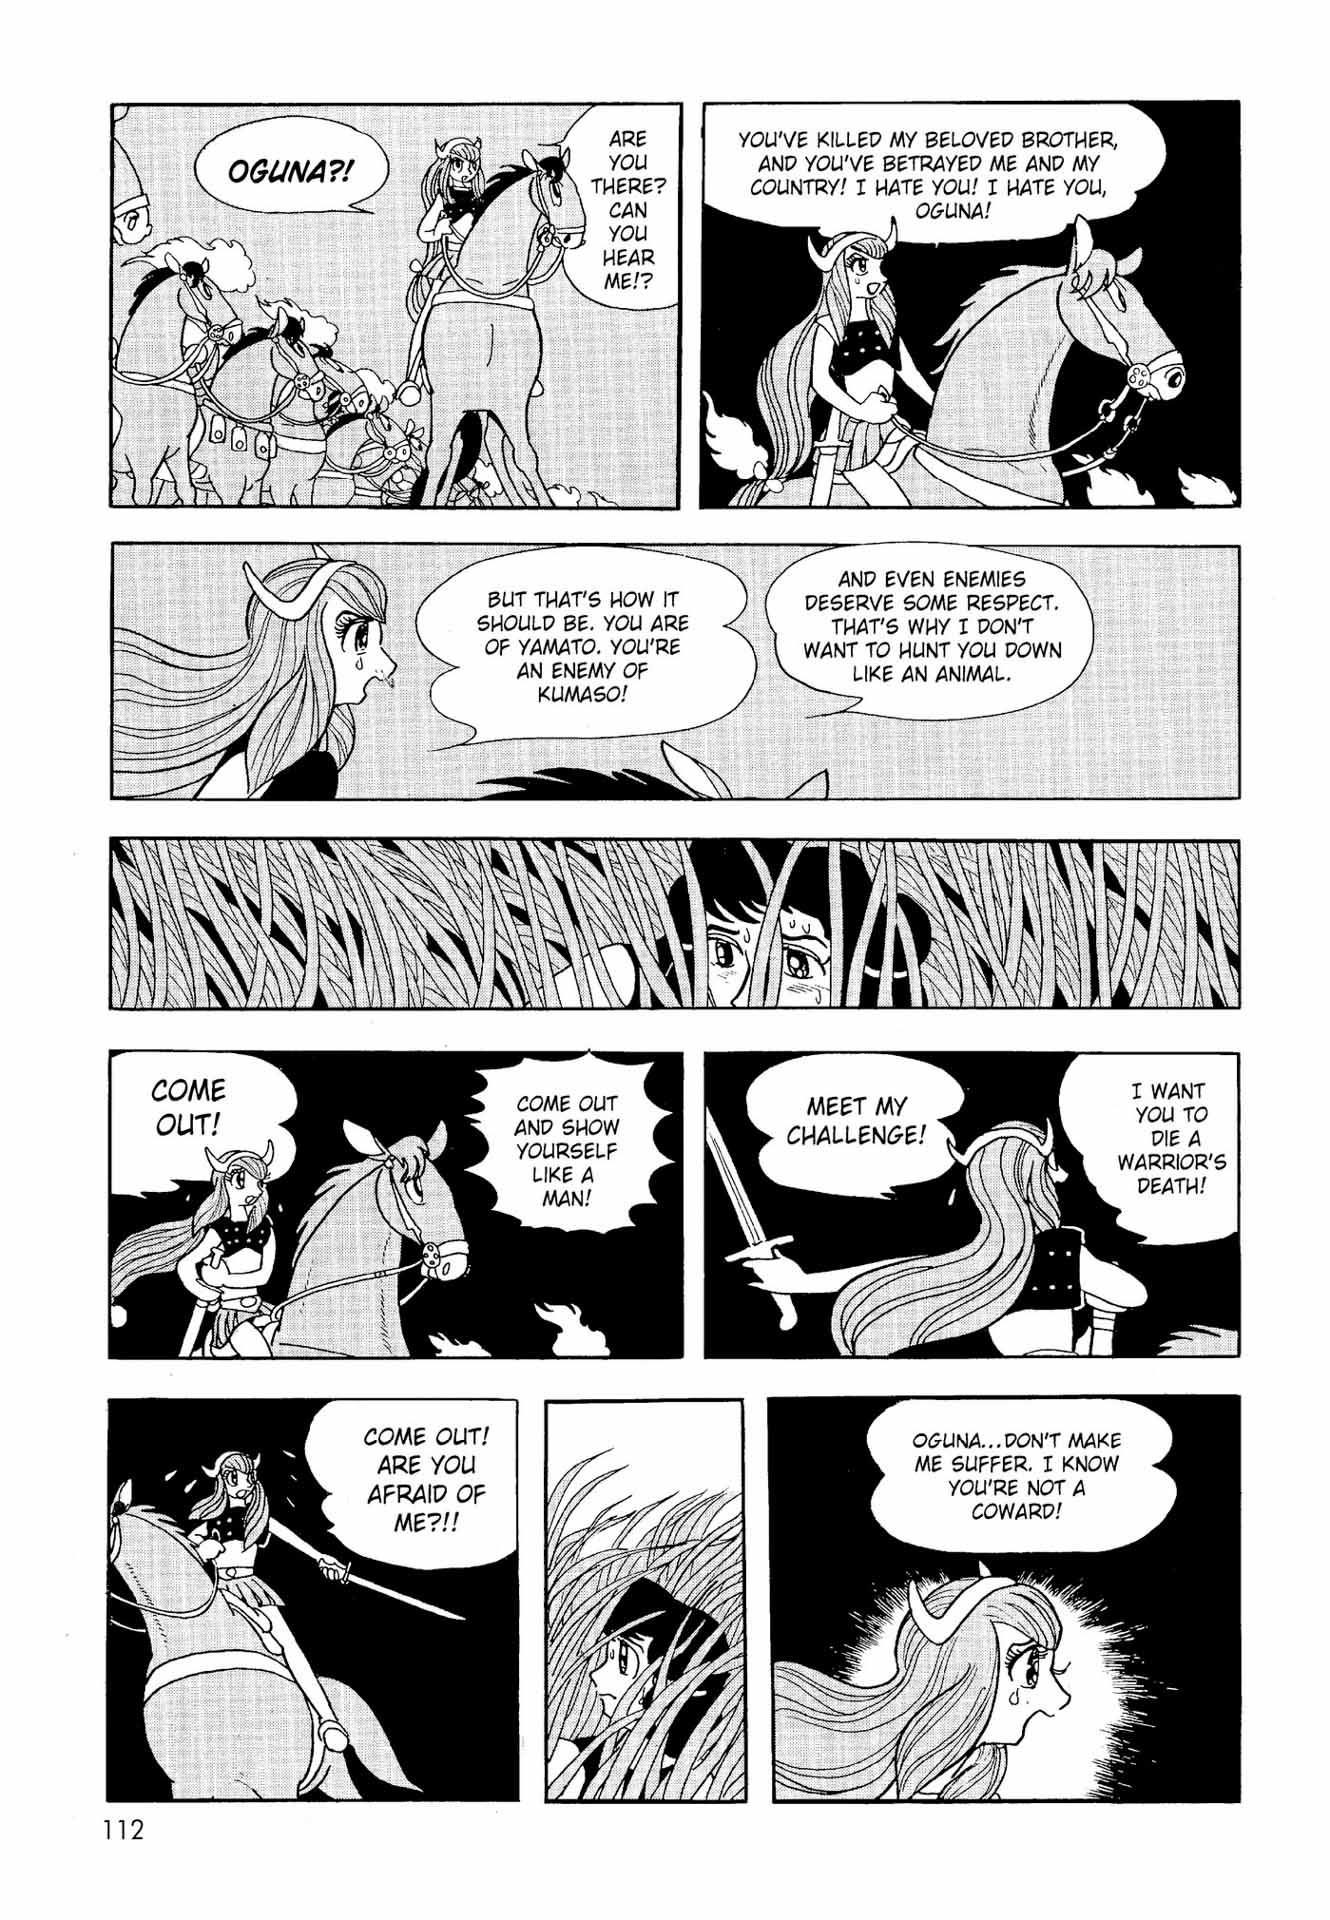 OGUNA?!
ARE
YOU
THERE?
CAN
YOU
HEAR
ME!?
YOU'VE KILLED MY BELOVED BROTHER,
AND YOU'VE BETRAYED ME AND MY
COUNTRY! I HATE YOU! I HATE YOU,
OGUNA!
BUT THAT'S HOW IT
SHOULD BE. YOU ARE
OF YAMATO. YOU'RE
AN ENEMY OF
KUMASO!
AND EVEN ENEMIES
DESERVE SOME RESPECT.
THAT'S WHY I DON'T
WANT TO HUNT YOU DOWN
LIKE AN ANIMAL.
COME
OUT!
COME OUT
AND SHOW
YOURSELF
LIKE A
MAN!
MEET MY
CHALLENGE!
I WANT
YOU TO
DIE A
WARRIOR'S
DEATH!
COME OUT!
ARE YOU
AFRAID OF
ME?!!
OGUNA...DON'T MAKE
ME SUFFER. I KNOW
YOU'RE NOT A
COWARD!
112